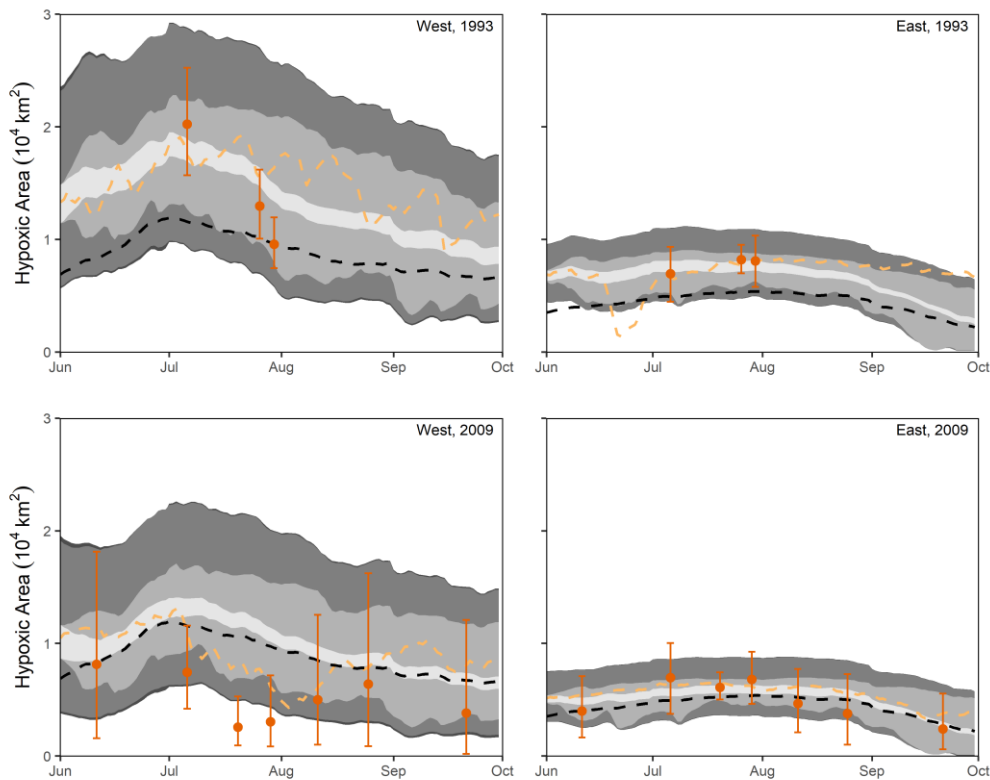 West, 1993
East, 1993
Hypoxic Area (10⁴ km²)
3
2
1
0
Jun Jul Aug Sep Oct
Jun Jul Aug Sep Oct
West, 2009
East, 2009
Hypoxic Area (10⁴ km²)
3
2
1
0
Jun Jul Aug Sep Oct
Jun Jul Aug Sep Oct